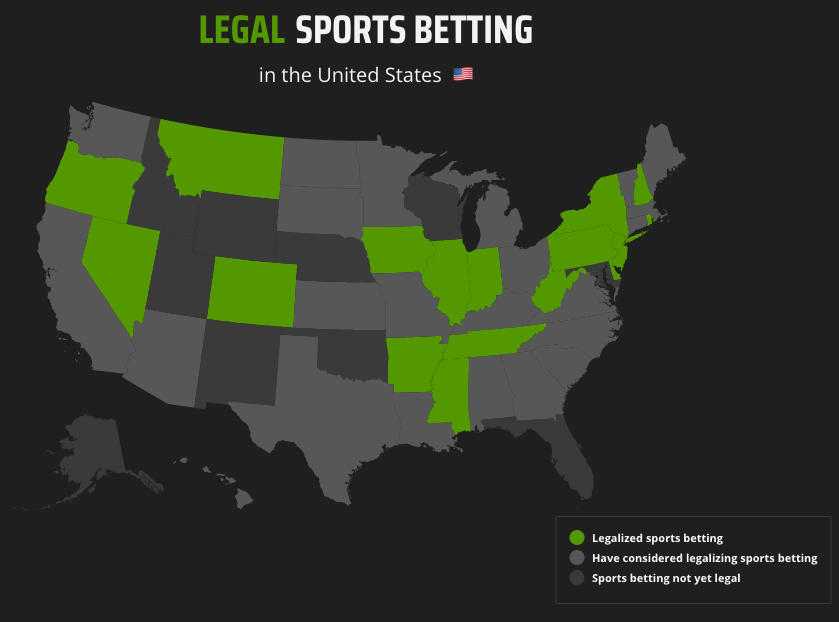 LEGAL SPORTS BETTING
in the United States
Legalized sports betting
Have considered legalizing sports betting
Sports betting not yet legal